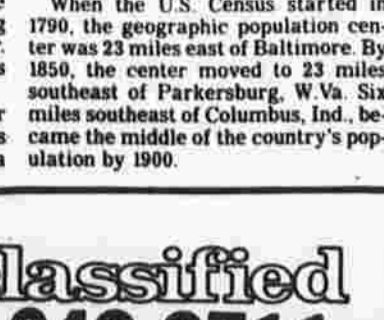 When the U.S. Census started in
1790, the geographic population cen-
ter was 23 miles east of Baltimore. By
1850, the center moved to 23 miles
southeast of Parkersburg, W.Va. Six
miles southeast of Columbus, Ind., be-
came the middle of the country's pop-
ulation by 1900.
lassified